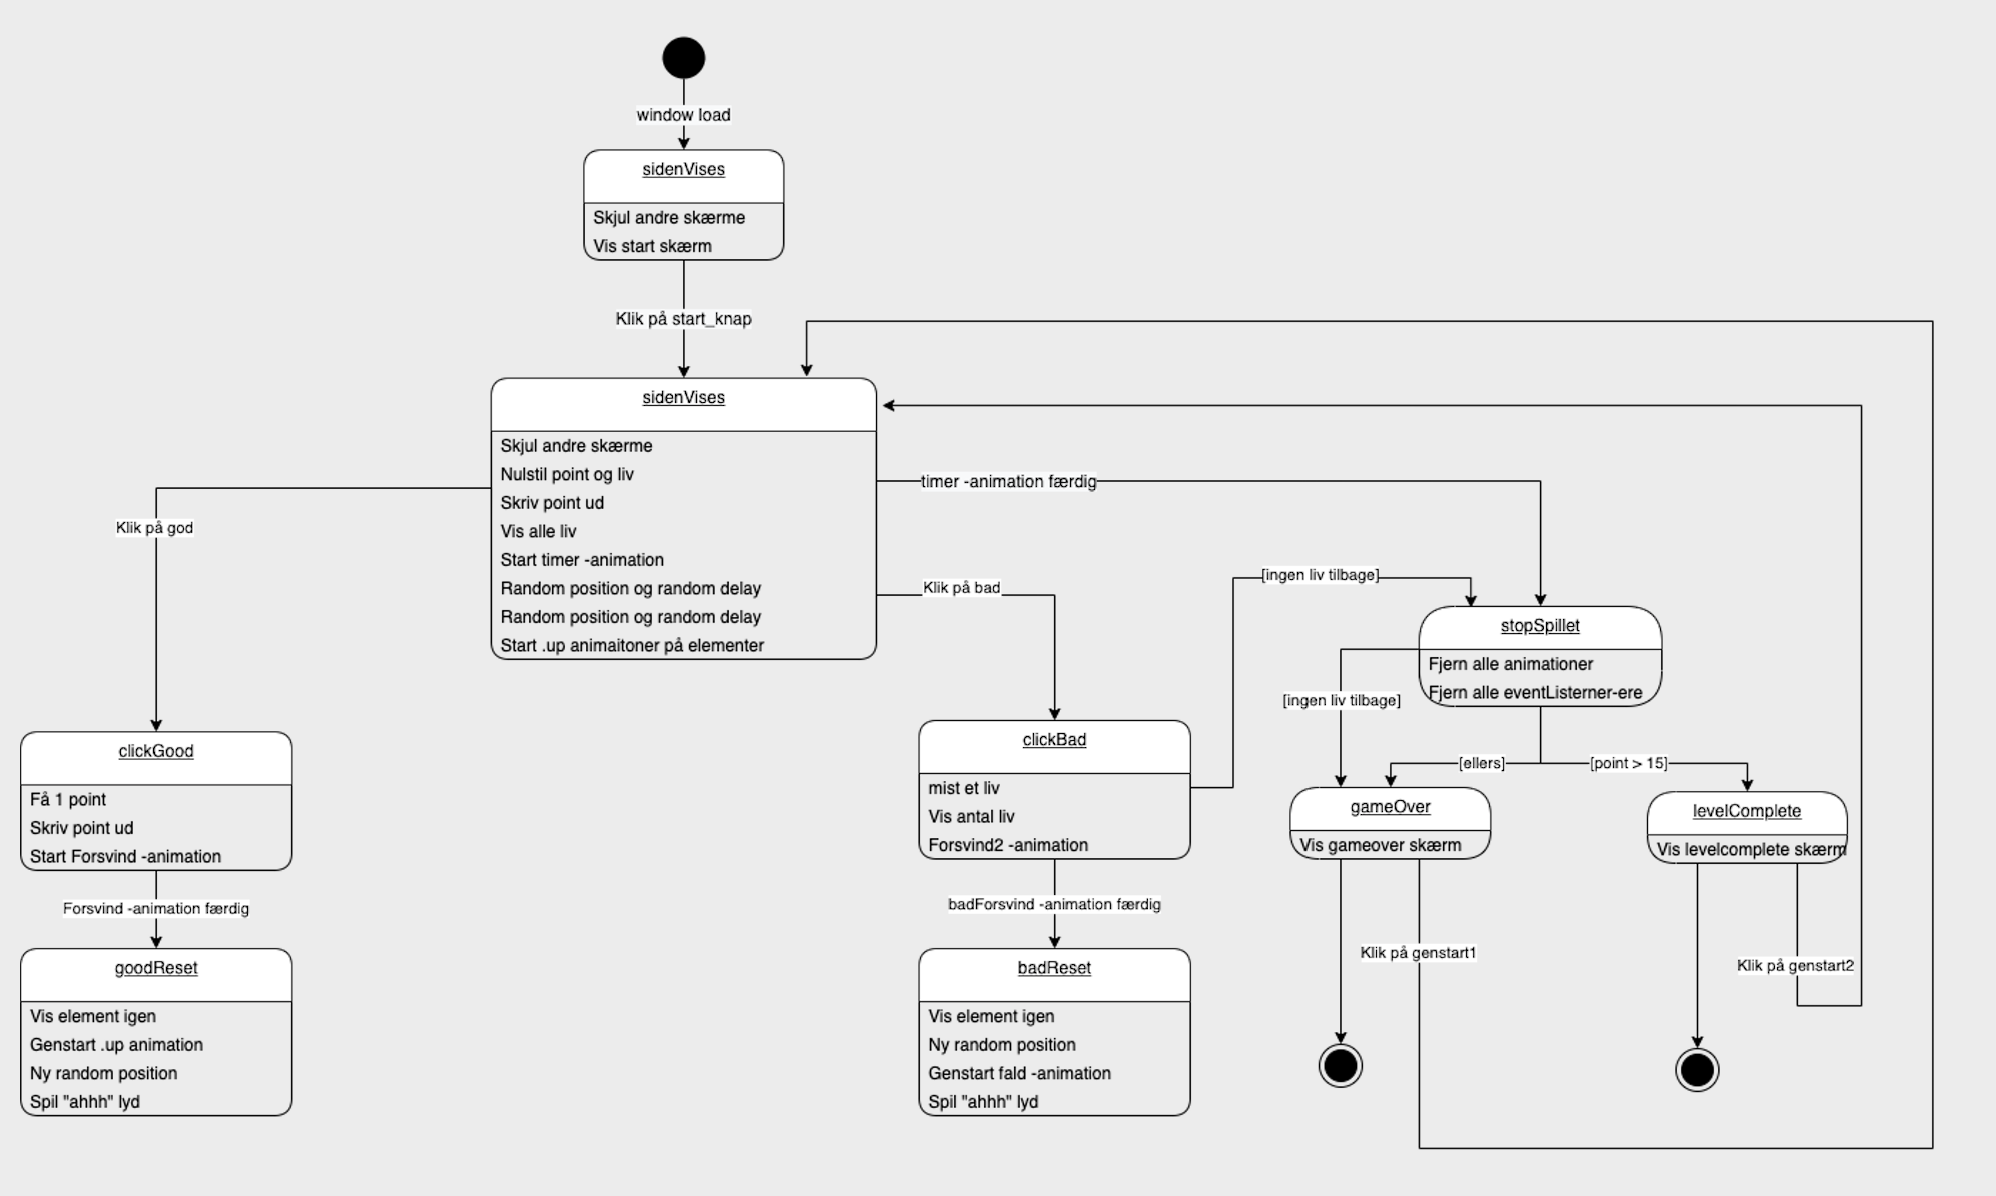 window load
sidenVises
Skjul andre skærme
Vis start skærm
Klik på start_knap
sidenVises
Skjul andre skærme
Nulstil point og liv
Skriv point ud
Vis alle liv
Start timer -animation
Random position og random delay
Random position og random delay
Start .up animaitoner på elementer
Klik på god
timer -animation færdig
Klik på bad
[ingen liv tilbage]
stopSpillet
Fjern alle animationer
Fjern alle eventListerner-ere
[ingen liv tilbage]
[ellers]
[point > 15]
clickGood
Få 1 point
Skriv point ud
Start Forsvind -animation
clickBad
mist et liv
Vis antal liv
Forsvind2 -animation
gameOver
Vis gameover skærm
levelComplete
Vis levelcomplete skærm
Forsvind -animation færdig
badForsvind -animation færdig
Klik på genstart1
Klik på genstart2
goodReset
Vis element igen
Genstart .up animation
Ny random position
Spil "ahhh" lyd
badReset
Vis element igen
Ny random position
Genstart fald -animation
Spil "ahhh" lyd